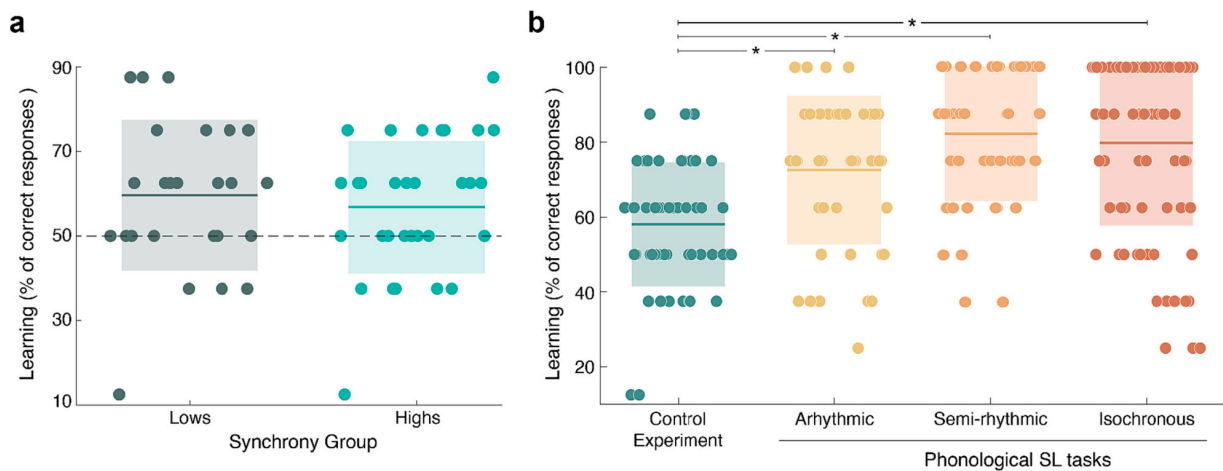 a
Learning (% of correct responses )
90
70
50
30
10
Lows
Highs
Synchrony Group
b
Learning (% of correct responses )
100
80
60
40
20
*
*
*
Control
Experiment
Arhythmic
Semi-rhythmic
Isochronous
Phonological SL tasks